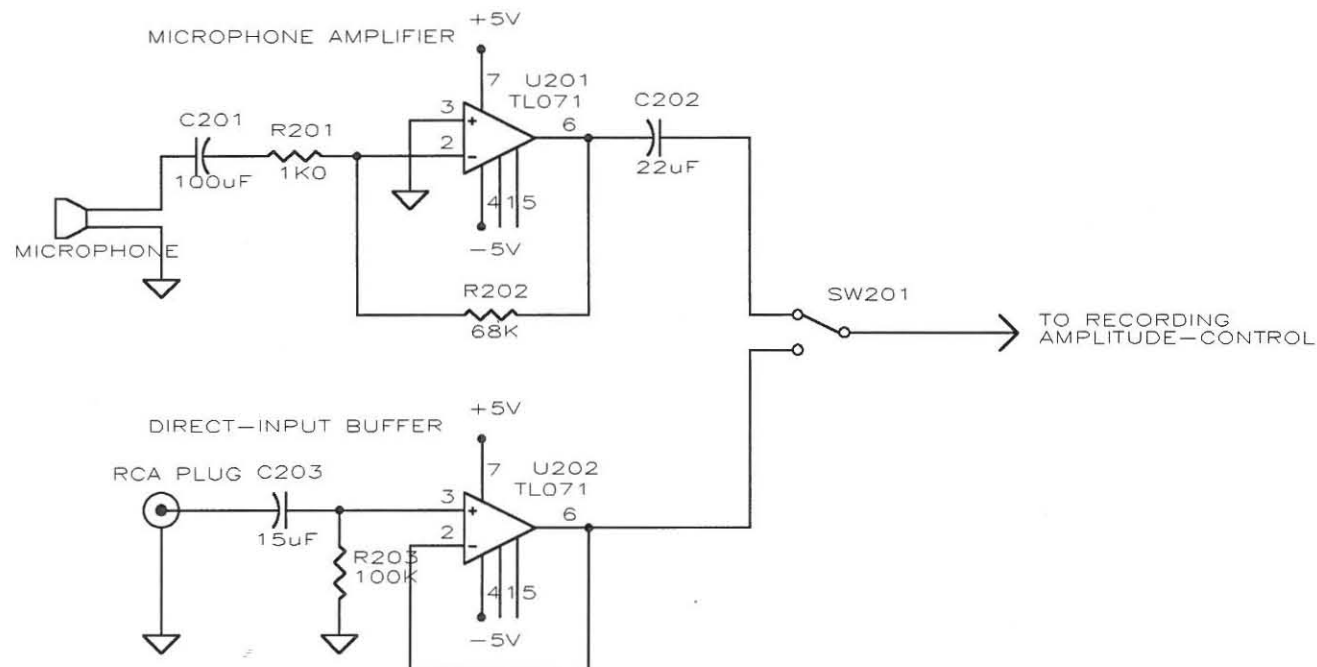 +5V
MICROPHONE AMPLIFIER
7
U201
TL071
C201
R201
3
+
2
-
6
C202
100uF
1K0
22uF
4
1
5
-5V
MICROPHONE
R202
68K
SW201
TO RECORDING
AMPLITUDE-CONTROL
+5V
DIRECT-INPUT BUFFER
7
U202
TL071
RCA PLUG
C203
3
+
2
-
6
15uF
R203
100K
4
1
5
-5V